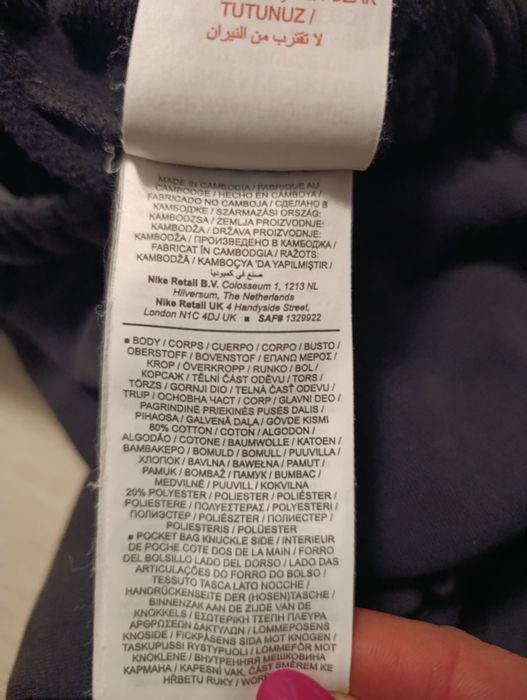 TUTUNUZ /
لا تقترب من النيران
MADE IN CAMBODIA / FABRIQUE AU
CAMBODGE / HECHO EN CAMBOYA /
FABRICADO NO CAMBOJA / СДЕЛАНО В
КАМБОДЖЕ / SZÁRMAZÁSI ORSZÁG:
KAMBODZSA / ZEMLJA PROIZVODNJE:
KAMBODŽA / DRŽAVA PROIZVODNJE:
KAMBODŽA / ПРОИЗВЕДЕНО В КАМБОДЖА /
FABRICAT ÎN CAMBODGIA / RAŽOTS:
KAMBODŽĀ / KAMBOÇYA 'DA YAPILMIŞTIR /
صنع في كمبوديا
Nike Retail B.V. Colosseum 1, 1213 NL
Hilversum, The Netherlands
Nike Retail UK 4 Handyside Street,
London N1C 4DJ UK ■ SAF# 1329922
■ BODY / CORPS / CUERPO / CORPO / BUSTO /
OBERSTOFF / BOVENSTOF / ΕΠΑΝΩ ΜΕΡΟΣ /
KROP / ÖVERKROPP / RUNKO / BOL /
КОРСАЖ / TĚLNÍ ČÁST ODĚVU / TORS /
TÖRZS / GORNJI DIO / TELNÁ ČASŤ ODEVU /
TRUP / ОСНОВНА ЧАСТ / CORP / GLAVNI DEO /
PAGRINDINĖ PRIEKINĖS PUSĖS DALIS /
PIHAOSA / GALVENĀ DAĻA / GÖVDE KISMI
80% COTTON / COTON / ALGODON /
ALGODÃO / COTONE / BAUMWOLLE / KATOEN /
ΒΑΜΒΑΚΕΡΟ / BOMULD / BOMULL / PUUVILLA /
ХЛОПОК / BAVLNA / BAWEŁNA / PAMUT /
PAMUK / BOMBAŽ / ПАМУК / BUMBAC /
MEDVILNĖ / PUUVILL / KOKVILNA
20% POLYESTER / POLIESTER / POLIÉSTER /
POLIESTERE / ΠΟΛΥΕΣΤΕΡΑΣ / POLYESTERI /
ПОЛИЭСТЕР / POLIÉSZTER / ПОЛИЕСТЕР /
POLIESTERIS / POLÜESTER
■ POCKET BAG KNUCKLE SIDE / INTERIEUR
DE POCHE COTE DOS DE LA MAIN / FORRO
DEL BOLSILLO LADO DEL DORSO / LADO DAS
ARTICULAÇÕES DO FORRO DO BOLSO /
TESSUTO TASCA LATO NOCCHE /
HANDRÜCKENSEITE DER (HOSEN)TASCHE /
BINNENZAK AAN DE ZIJDE VAN DE
KNOKKELS / ΕΣΩΤΕΡΙΚΗ ΤΣΕΠΗ ΠΛΕΥΡΑ
ΑΡΘΡΩΣΕΩΝ ΔΑΚΤΥΛΩΝ / LOMMEPOSENS
KNOSIDE / FICKPÅSENS SIDA MOT KNOGEN /
TASKUPUSSI RYSTYPUOLI / LOMMEFÔR MOT
KNOKLENE / ВНУТРЕННЯЯ МЕШКОВИНА
КАРМАНА / KAPESNÍ VAK, ČÁST SMĚREM KE
HŘBETU RUKY / WOR